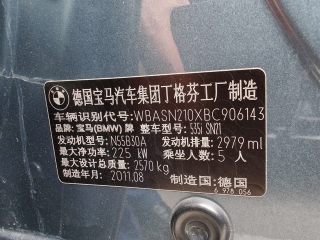 德国宝马汽车集团丁格芬工厂制造
车辆识别代号:WBASN210XBC906143
品牌: 宝马(BMW) 牌 整车型号: 535i SN21
发动机型号: N55B30A 发动机排量: 2979 ml
最大净功率: 225 kW 乘坐人数: 5 人
最大设计总质量: 2570 kg
制造年月: 2011.08 制造国: 德国
6 978 056